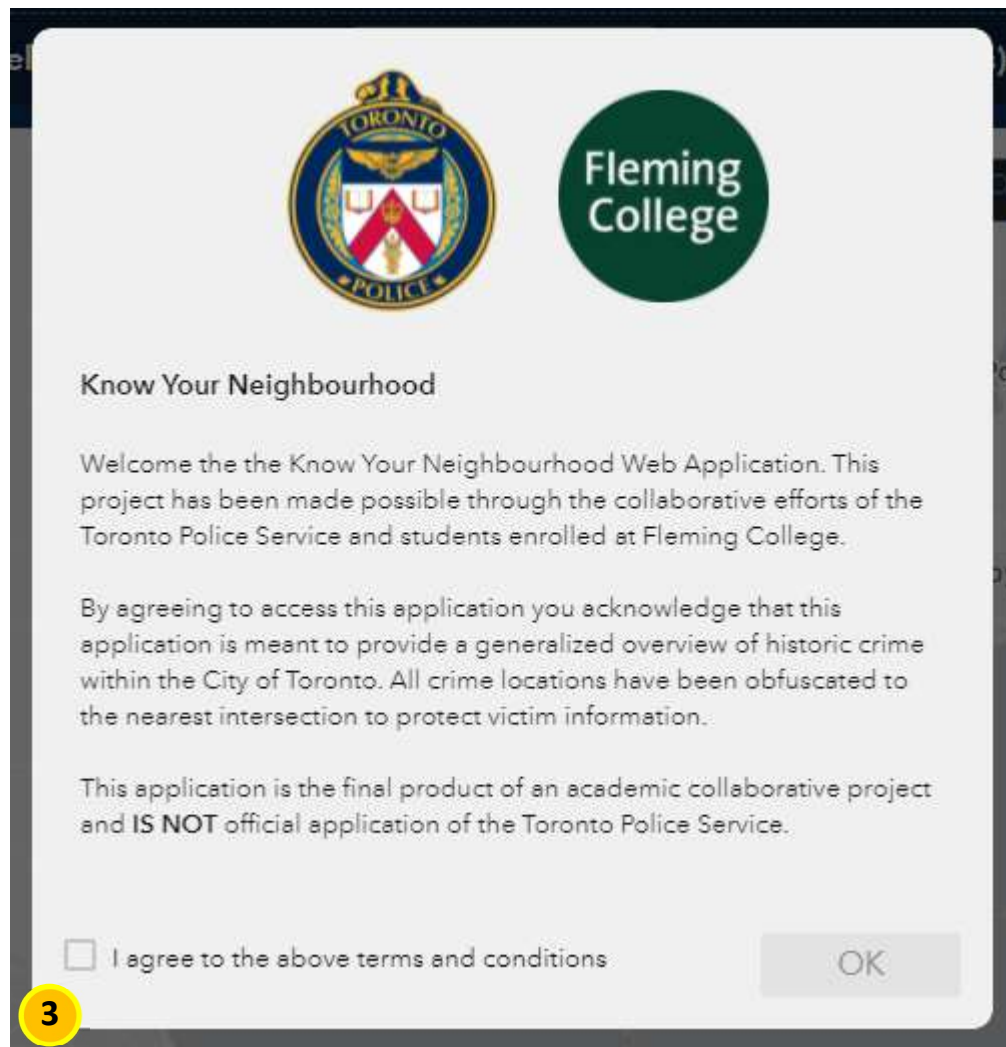 TORONTO
POLICE
Fleming
College
Know Your Neighbourhood
Welcome the the Know Your Neighbourhood Web Application. This
project has been made possible through the collaborative efforts of the
Toronto Police Service and students enrolled at Fleming College.
By agreeing to access this application you acknowledge that this
application is meant to provide a generalized overview of historic crime
within the City of Toronto. All crime locations have been obfuscated to
the nearest intersection to protect victim information.
This application is the final product of an academic collaborative project
and IS NOT official application of the Toronto Police Service.
I agree to the above terms and conditions
OK
3